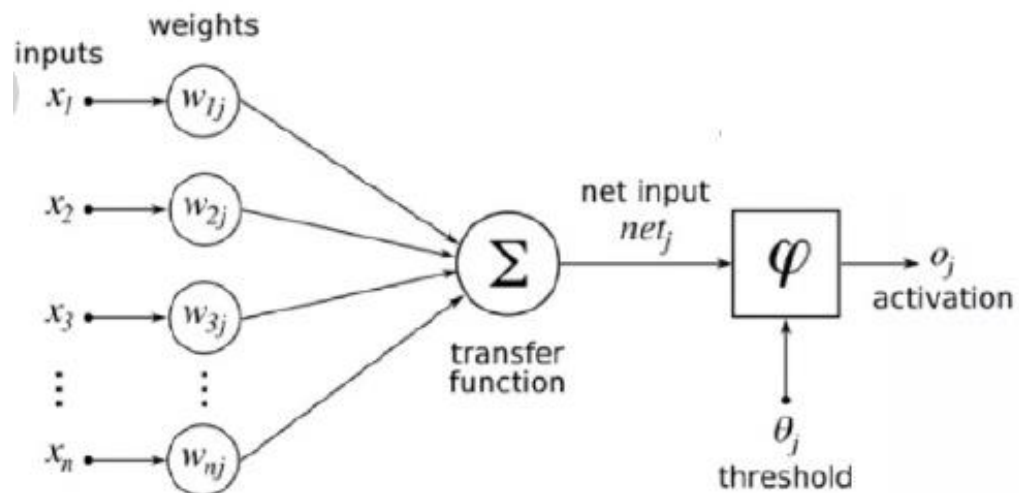 weights
inputs
x₁
w₁ⱼ
x₂
w₂ⱼ
x₃
w₃ⱼ
⋮
⋮
xₙ
wₙⱼ
Σ
transfer
function
net input
netⱼ
φ
oⱼ
activation
θⱼ
threshold